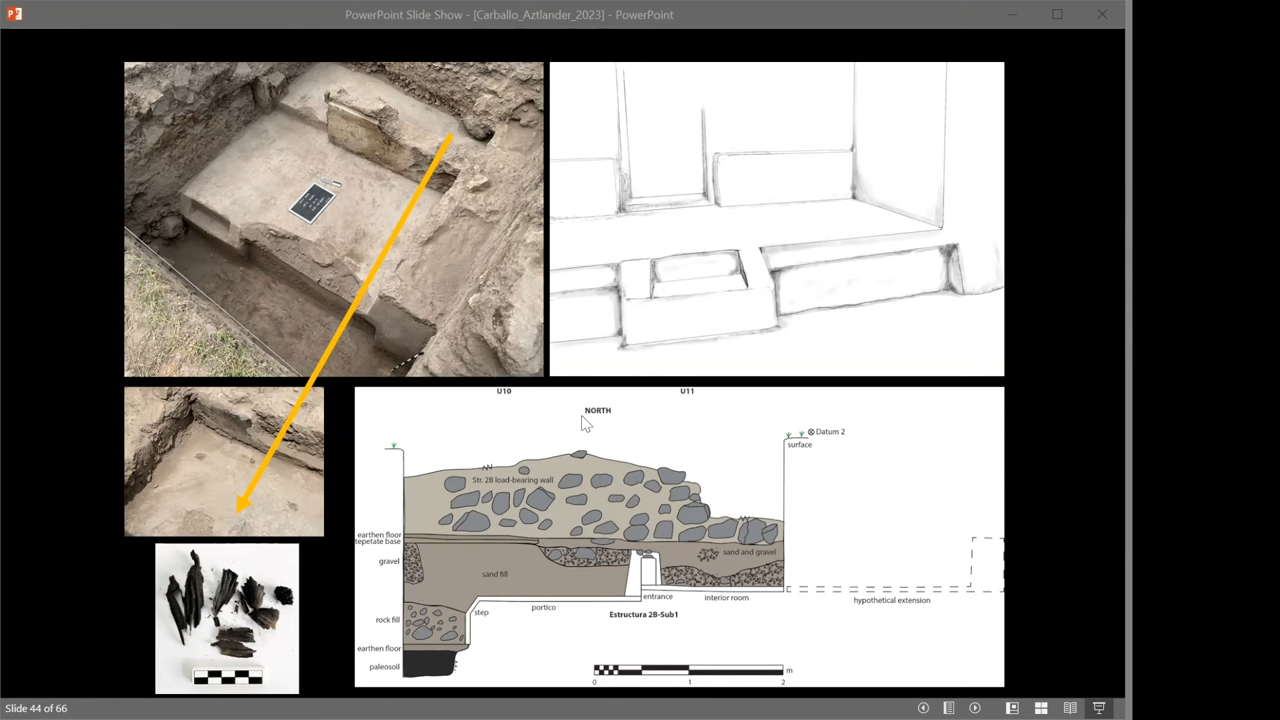 PowerPoint Slide Show - [Carballo_Aztlander_2023] - PowerPoint
U10
U11
NORTH
Datum 2
surface
Str. 2B load-bearing wall
earthen floor
tepetate base
gravel
sand and gravel
sand fill
entrance
interior room
hypothetical extension
portico
step
Estructura 2B-Sub1
rock fill
earthen floor
paleosoil
m
0
1
2
Slide 44 of 66